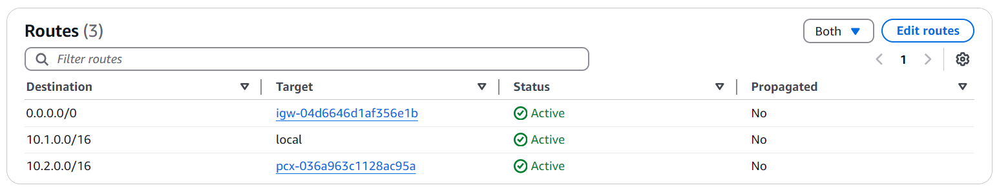 Routes (3)
Both
Edit routes
Filter routes
1
Destination Target Status Propagated
0.0.0.0/0 igw-04d6646d1af356e1b Active No
10.1.0.0/16 local Active No
10.2.0.0/16 pcx-036a963c1128ac95a Active No